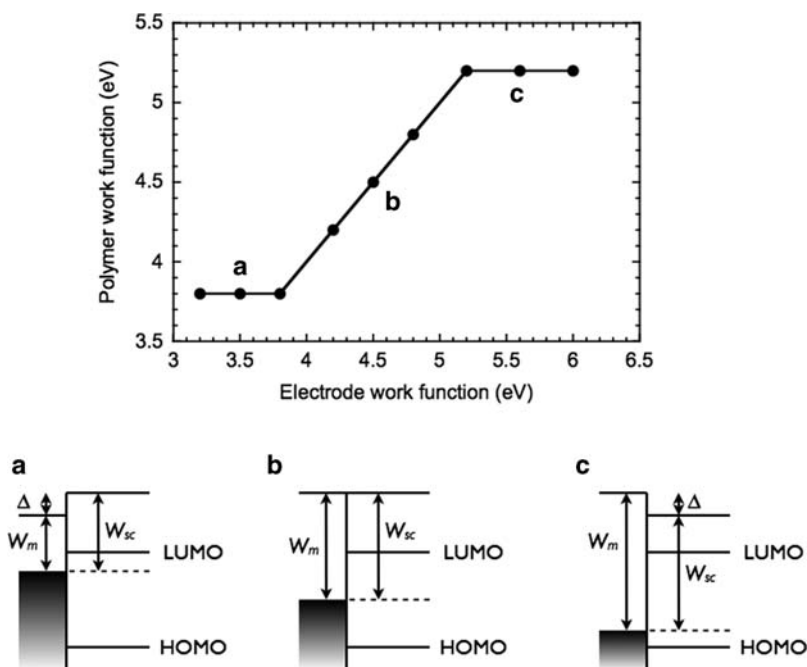 5.5
5
4.5
4
3.5
Polymer work function (eV)
a
b
c
3 3.5 4 4.5 5 5.5 6 6.5
Electrode work function (eV)
a
Δ
Wm
Wsc
LUMO
HOMO
b
Wm
Wsc
LUMO
HOMO
c
Wm
Δ
LUMO
Wsc
HOMO